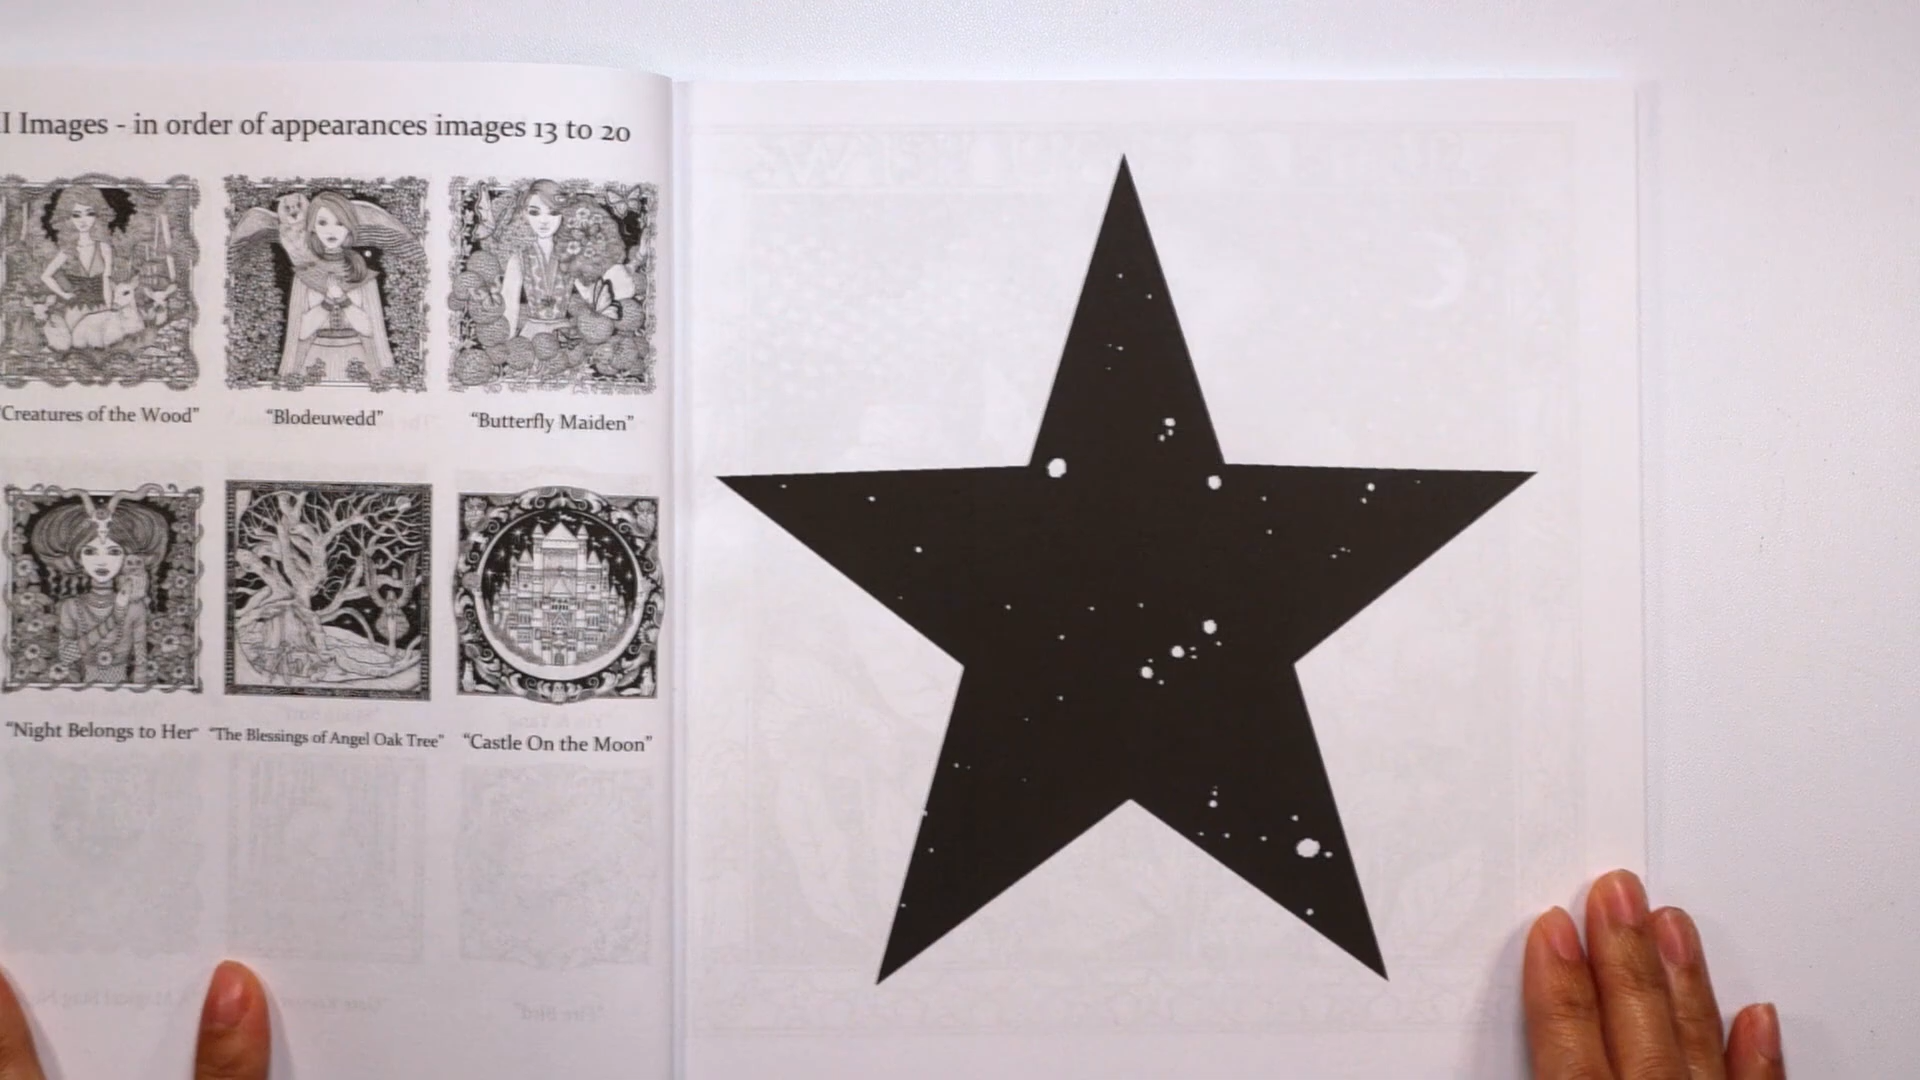 I Images - in order of appearances images 13 to 20
"Creatures of the Wood"
"Blodeuwedd"
"Butterfly Maiden"
"Night Belongs to Her"
"The Blessings of Angel Oak Tree"
"Castle On the Moon"